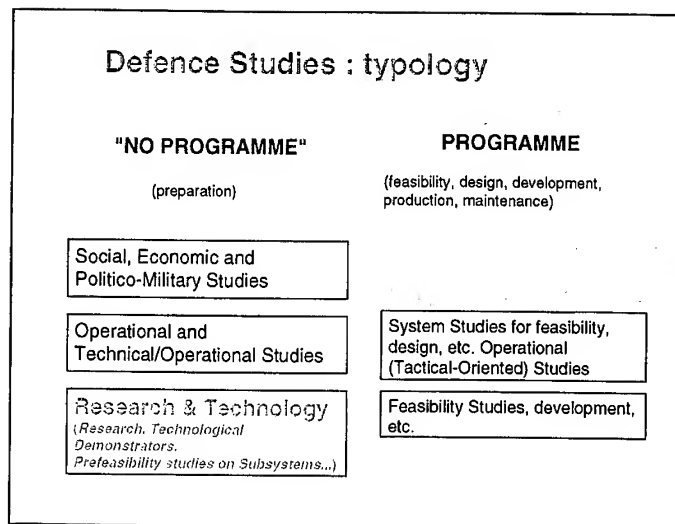 Defence Studies : typology
"NO PROGRAMME"
(preparation)
PROGRAMME
(feasibility, design, development,
production, maintenance)
Social, Economic and
Politico-Military Studies
Operational and
Technical/Operational Studies
System Studies for feasibility,
design, etc. Operational
(Tactical-Oriented) Studies
Research & Technology
(Research, Technological
Demonstrators.
Prefeasibility studies on Subsystems...)
Feasibility Studies, development,
etc.